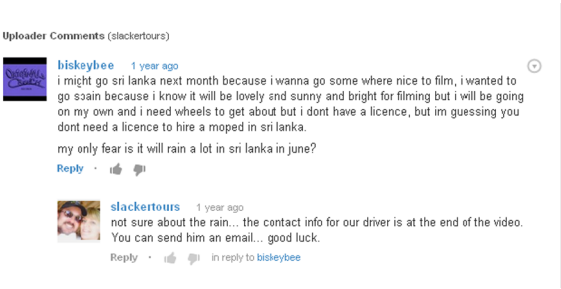 Uploader Comments (slackertours)
biskeybee 1 year ago
i might go sri lanka next month because i wanna go some where nice to film, i wanted to
go spain because i know it will be lovely and sunny and bright for filming but i will be going
on my own and i need wheels to get about but i dont have a licence, but im guessing you
dont need a licence to hire a moped in sri lanka.
my only fear is it will rain a lot in sri lanka in june?
Reply ·
slackertours 1 year ago
not sure about the rain... the contact info for our driver is at the end of the video.
You can send him an email... good luck.
Reply · in reply to biskeybee